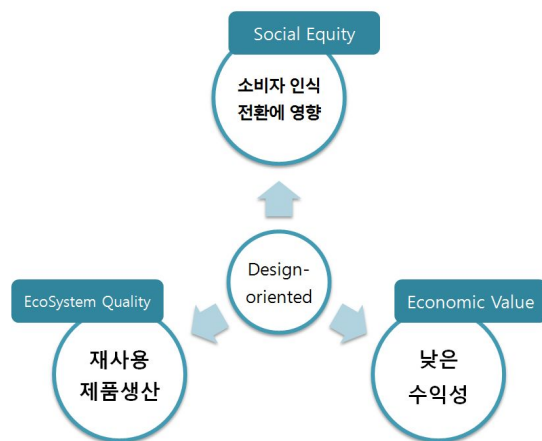 Social Equity
소비자 인식
전환에 영향
Design-
oriented
EcoSystem Quality
재사용
제품생산
Economic Value
낮은
수익성